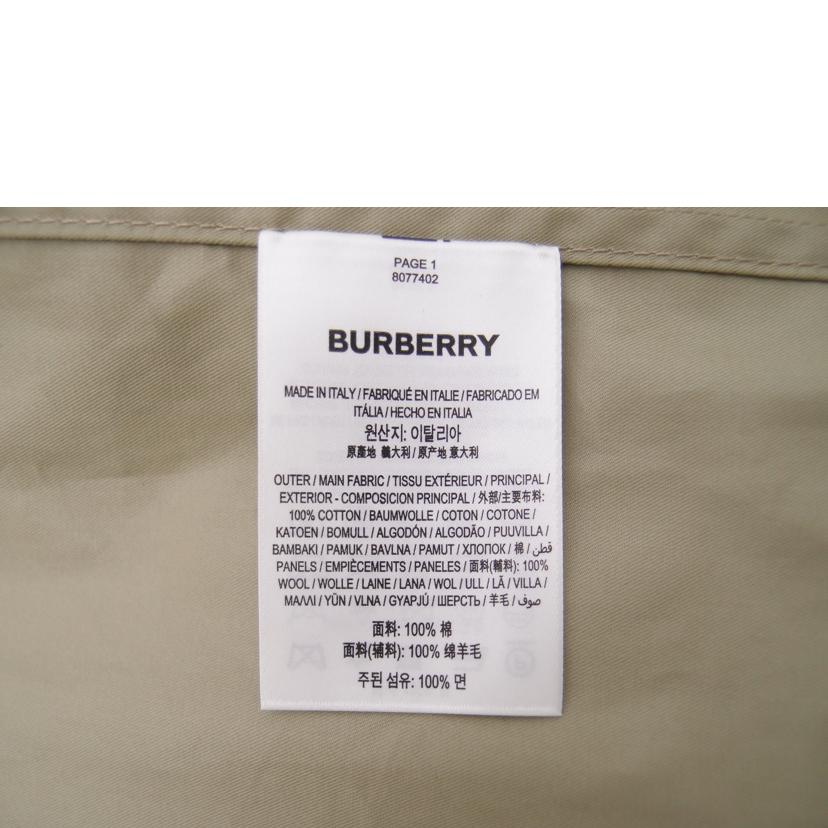 PAGE 1
8077402
BURBERRY
MADE IN ITALY / FABRIQUÉ EN ITALIE / FABRICADO EM
ITÁLIA / HECHO EN ITALIA
원산지: 이탈리아
原產地 義大利 / 原产地 意大利
OUTER / MAIN FABRIC / TISSU EXTÉRIEUR / PRINCIPAL /
EXTERIOR - COMPOSICION PRINCIPAL / 外部/主要布料:
100% COTTON / BAUMWOLLE / COTON / COTONE /
KATOEN / BOMULL / ALGODÓN / ALGODÃO / PUUVILLA /
BAMBAKI / PAMUK / BAVLNA / PAMUT / ХЛОПОК / 棉 / قطن
PANELS / EMPIÈCEMENTS / PANELES / 面料(輔料): 100%
WOOL / WOLLE / LAINE / LANA / WOL / ULL / LÃ / VILLA /
ΜΑΛΛΙ / YÜN / VLNA / GYAPJÚ / ШЕРСТЬ / 羊毛 / صوف
面料: 100% 棉
面料(辅料): 100% 绵羊毛
주된 섬유: 100% 면